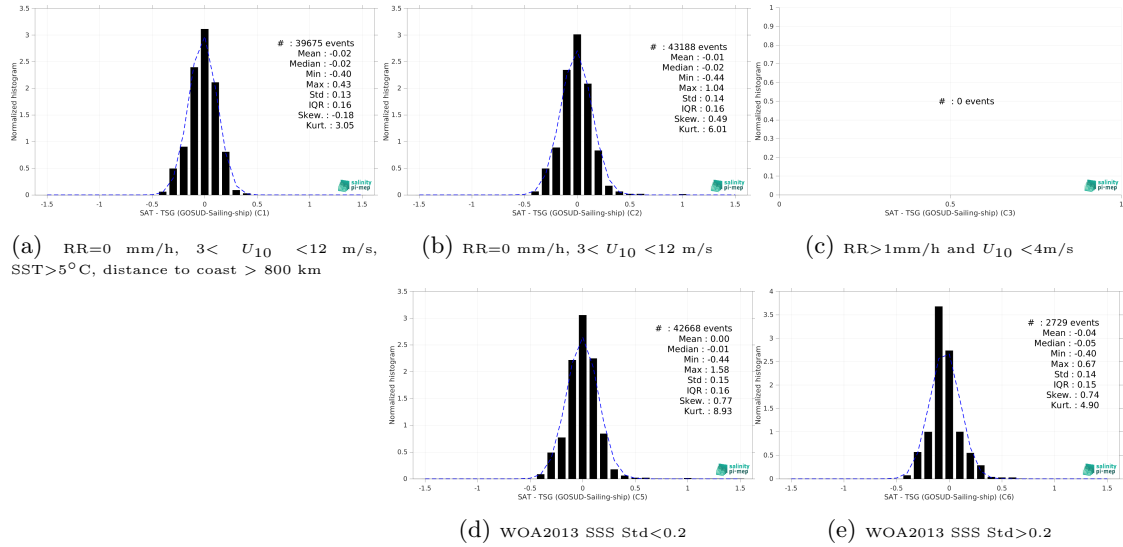 3.5
3
2.5
2
1.5
1
0.5
0
Normalized histogram
# : 39675 events
Mean : -0.02
Median : -0.02
Min : -0.40
Max : 0.43
Std : 0.13
IQR : 0.16
Skew. : -0.18
Kurt. : 3.05
salinity
pi-mep
-1.5 -1 -0.5 0 0.5 1 1.5
SAT - TSG (GOSUD-Sailing-ship) (C1)
(a) RR=0 mm/h, 3< U10 <12 m/s,
SST>5°C, distance to coast > 800 km
3.5
3
2.5
2
1.5
1
0.5
0
Normalized histogram
# : 43188 events
Mean : -0.01
Median : -0.02
Min : -0.44
Max : 1.04
Std : 0.14
IQR : 0.16
Skew. : 0.49
Kurt. : 6.01
salinity
pi-mep
-1.5 -1 -0.5 0 0.5 1 1.5
SAT - TSG (GOSUD-Sailing-ship) (C2)
(b) RR=0 mm/h, 3< U10 <12 m/s
1
0.9
0.8
0.7
0.6
0.5
0.4
0.3
0.2
0.1
0
Normalized histogram
# : 0 events
salinity
pi-mep
0 0.5 1
SAT - TSG (GOSUD-Sailing-ship) (C3)
(c) RR>1mm/h and U10 <4m/s
3.5
3
2.5
2
1.5
1
0.5
0
Normalized histogram
# : 42668 events
Mean : 0.00
Median : -0.01
Min : -0.44
Max : 1.58
Std : 0.15
IQR : 0.16
Skew. : 0.77
Kurt. : 8.93
salinity
pi-mep
-1.5 -1 -0.5 0 0.5 1 1.5
SAT - TSG (GOSUD-Sailing-ship) (C5)
(d) WOA2013 SSS Std<0.2
4
3.5
3
2.5
2
1.5
1
0.5
0
Normalized histogram
# : 2729 events
Mean : -0.04
Median : -0.05
Min : -0.40
Max : 0.67
Std : 0.14
IQR : 0.15
Skew. : 0.74
Kurt. : 4.90
salinity
pi-mep
-1.5 -1 -0.5 0 0.5 1 1.5
SAT - TSG (GOSUD-Sailing-ship) (C6)
(e) WOA2013 SSS Std>0.2